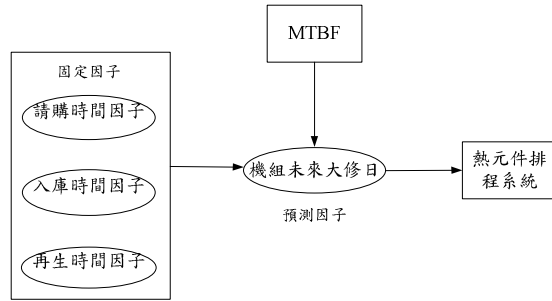 MTBF
固定因子
請購時間因子
入庫時間因子
再生時間因子
機組未來大修日
預測因子
熱元件排
程系統